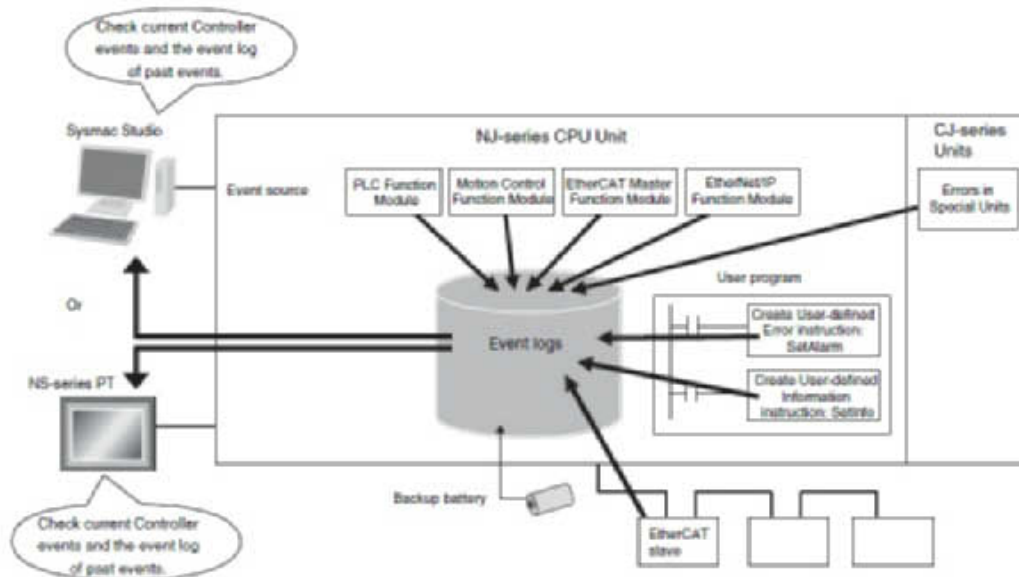 Check current Controller
events and the event log
of past events.
Sysmac Studio
NJ-series CPU Unit
CJ-series
Units
Event source
PLC Function
Module
Motion Control
Function Module
EtherCAT Master
Function Module
EtherNet/IP
Function Module
Errors in
Special Units
User program
Or
Event logs
Create User-defined
Error instruction:
SetAlarm
Create User-defined
Information
instruction: SetInfo
NS-series PT
Backup battery
EtherCAT
slave
Check current Controller
events and the event log
of past events.